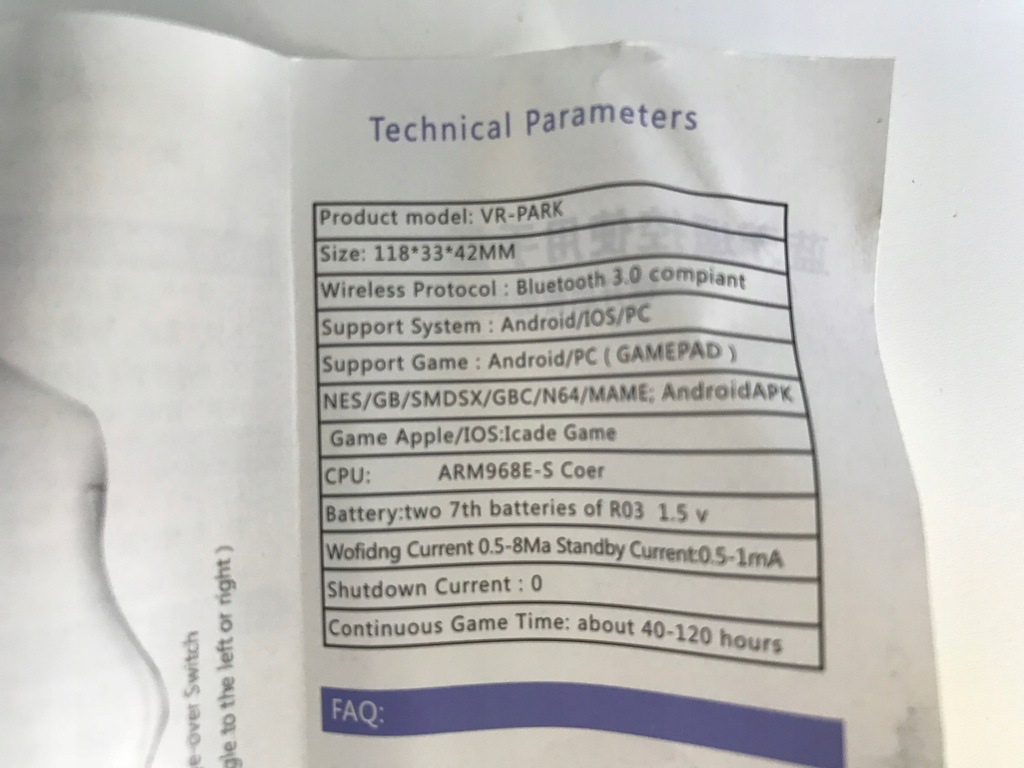 Technical Parameters
Product model: VR-PARK
Size: 118*33*42MM
Wireless Protocol : Bluetooth 3.0 compiant
Support System : Android/IOS/PC
Support Game : Android/PC ( GAMEPAD )
NES/GB/SMDSX/GBC/N64/MAME; AndroidAPK
Game Apple/IOS:Icade Game
CPU: ARM968E-S Coer
Battery:two 7th batteries of R03 1.5 v
Wofidng Current 0.5-8Ma Standby Current:0.5-1mA
Shutdown Current : 0
Continuous Game Time: about 40-120 hours
FAQ:
e-over Switch
gle to the left or right )